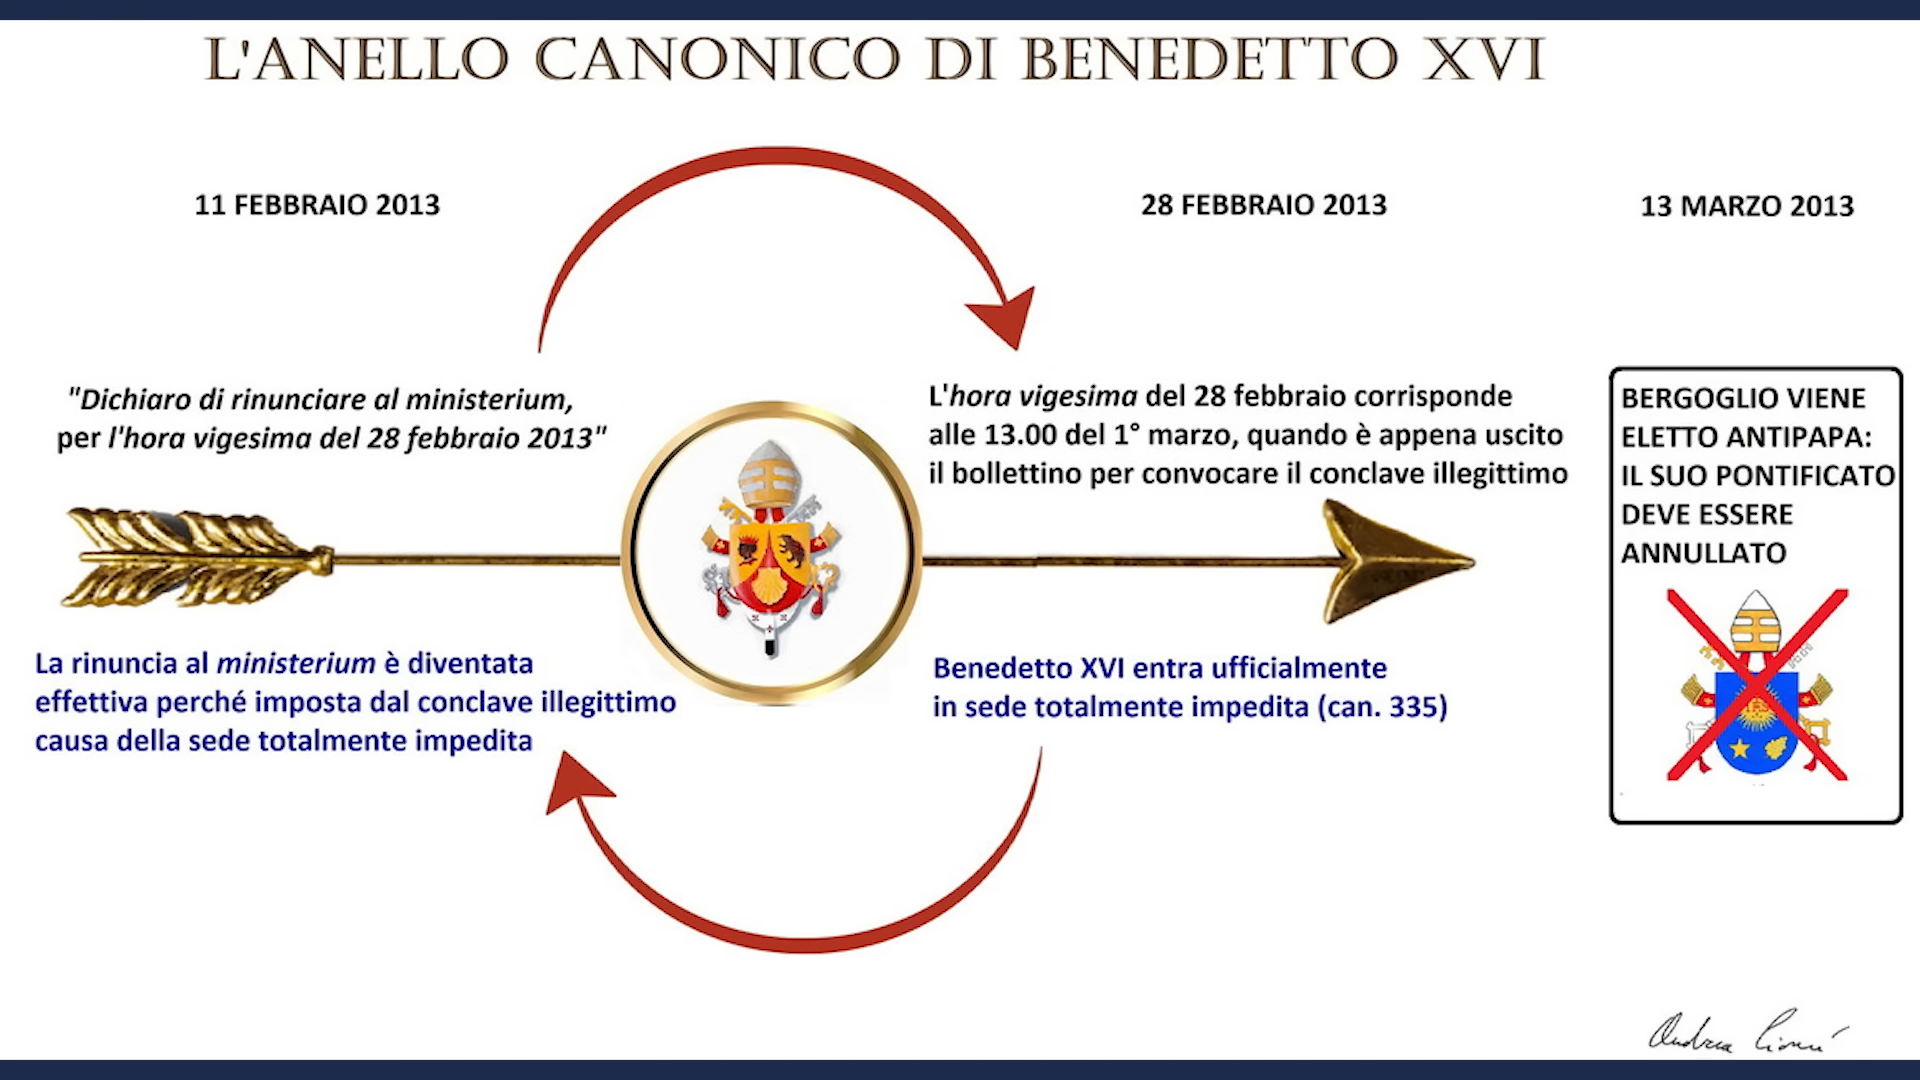 L'ANELLO CANONICO DI BENEDETTO XVI
11 FEBBRAIO 2013
28 FEBBRAIO 2013
13 MARZO 2013
"Dichiaro di rinunciare al ministerium,
per l'hora vigesima del 28 febbraio 2013"
L'hora vigesima del 28 febbraio corrisponde
alle 13.00 del 1° marzo, quando è appena uscito
il bollettino per convocare il conclave illegittimo
BERGOGLIO VIENE
ELETTO ANTIPAPA:
IL SUO PONTIFICATO
DEVE ESSERE
ANNULLATO
La rinuncia al ministerium è diventata
effettiva perché imposta dal conclave illegittimo
causa della sede totalmente impedita
Benedetto XVI entra ufficialmente
in sede totalmente impedita (can. 335)
Andrea Cionci